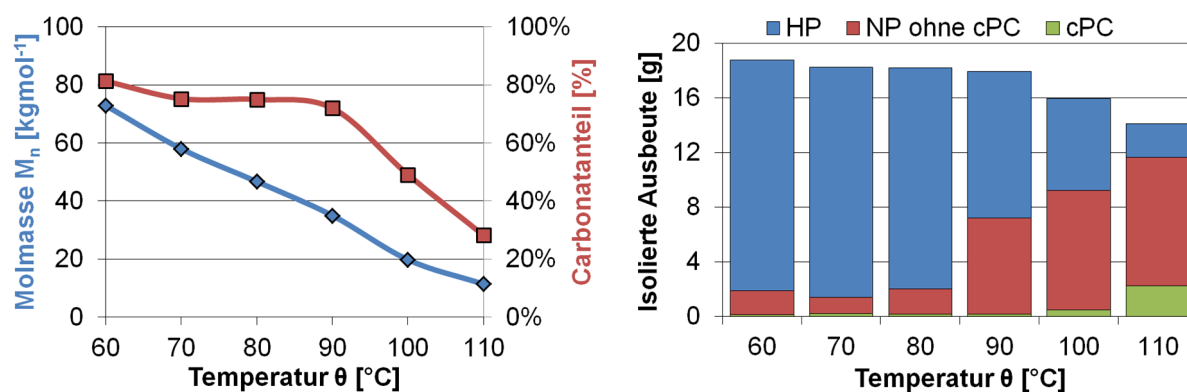 100
80
60
40
20
0
Molmasse Mn [kgmol-1]
100%
80%
60%
40%
20%
0%
Carbonatanteil [%]
60 70 80 90 100 110
Temperatur θ [°C]
HP NP ohne cPC cPC
20
16
12
8
4
0
Isolierte Ausbeute [g]
60 70 80 90 100 110
Temperatur θ [°C]